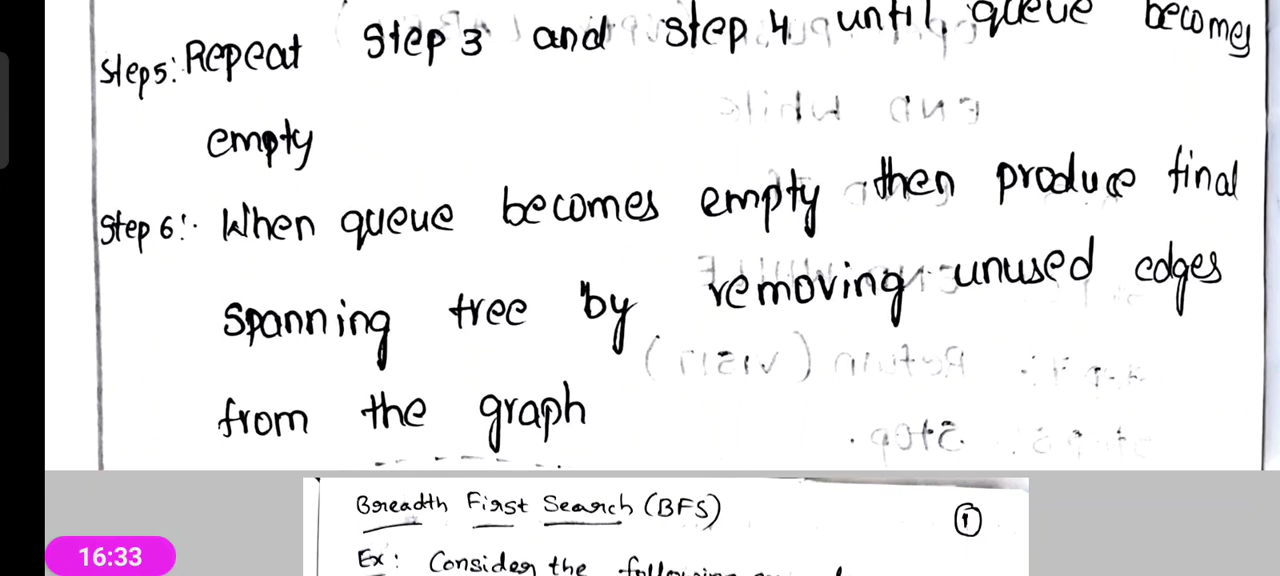 Step5: Repeat step 3 and step 4 until queue becomes
empty
Step 6: When queue becomes empty then produce final
spanning tree by removing unused edges
from the graph
Breadth First Search (BFS)
1
Ex: Consider the following
16:33